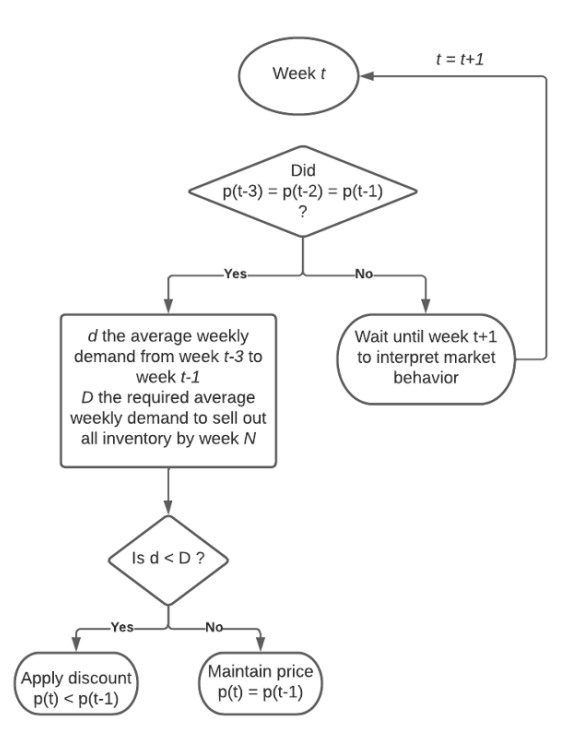 t = t+1
Week t
Did
p(t-3) = p(t-2) = p(t-1)
?
Yes
No
d the average weekly
demand from week t-3 to
week t-1
D the required average
weekly demand to sell out
all inventory by week N
Wait until week t+1
to interpret market
behavior
Is d < D ?
Yes
No
Apply discount
p(t) < p(t-1)
Maintain price
p(t) = p(t-1)